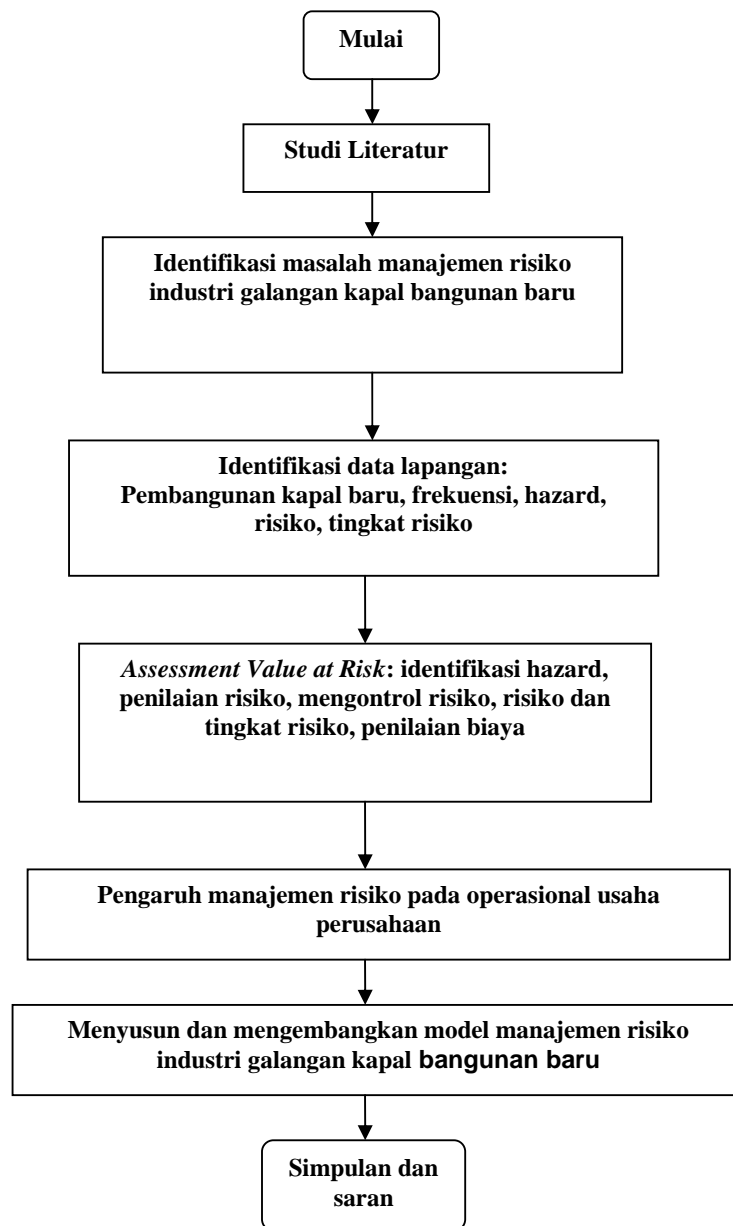 Mulai
Studi Literatur
Identifikasi masalah manajemen risiko
industri galangan kapal bangunan baru
Identifikasi data lapangan:
Pembangunan kapal baru, frekuensi, hazard,
risiko, tingkat risiko
Assessment Value at Risk: identifikasi hazard,
penilaian risiko, mengontrol risiko, risiko dan
tingkat risiko, penilaian biaya
Pengaruh manajemen risiko pada operasional usaha
perusahaan
Menyusun dan mengembangkan model manajemen risiko
industri galangan kapal bangunan baru
Simpulan dan
saran